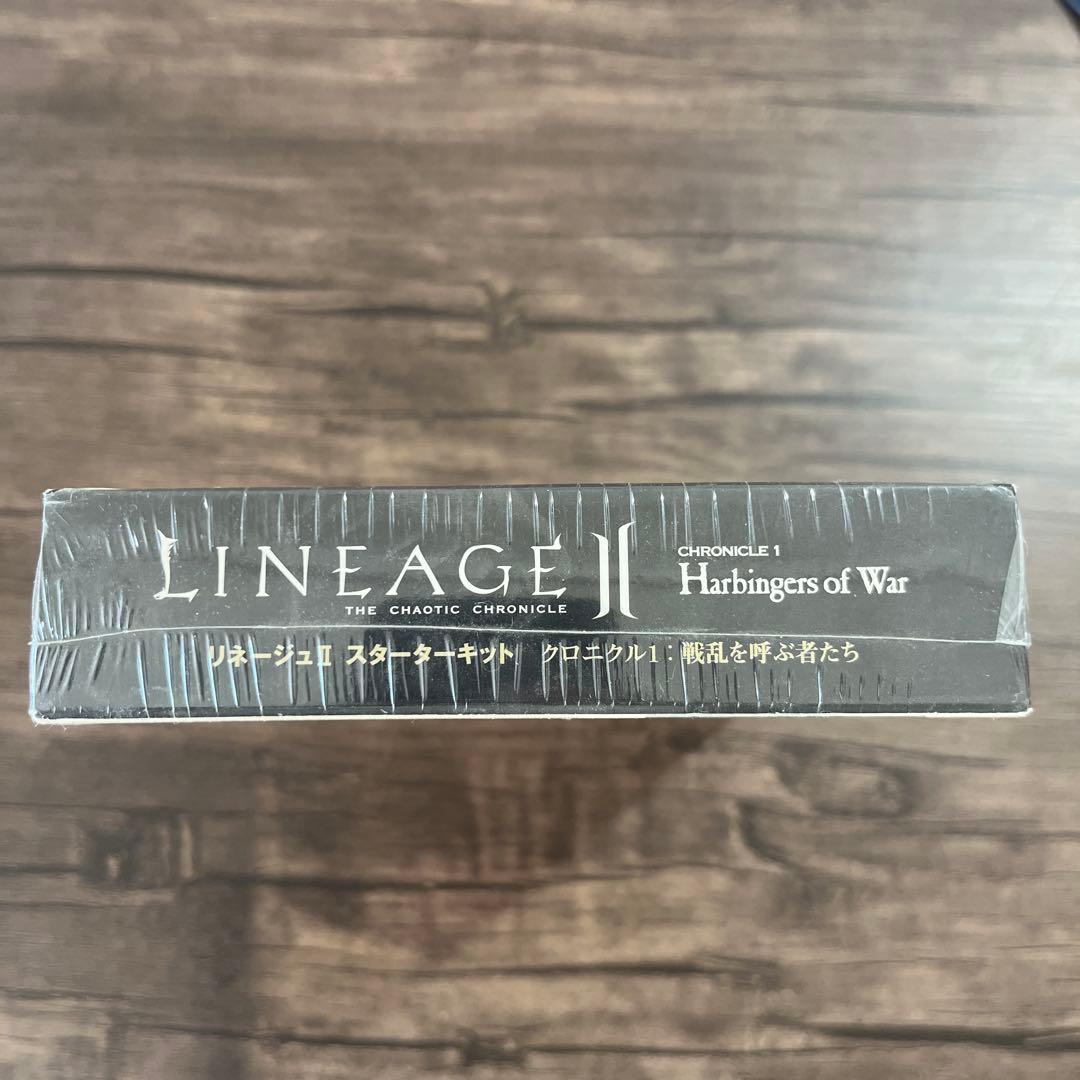 LINEAGE II
THE CHAOTIC CHRONICLE
CHRONICLE 1
Harbingers of War
リネージュII スターターキット クロニクル1:戦乱を呼ぶ者たち